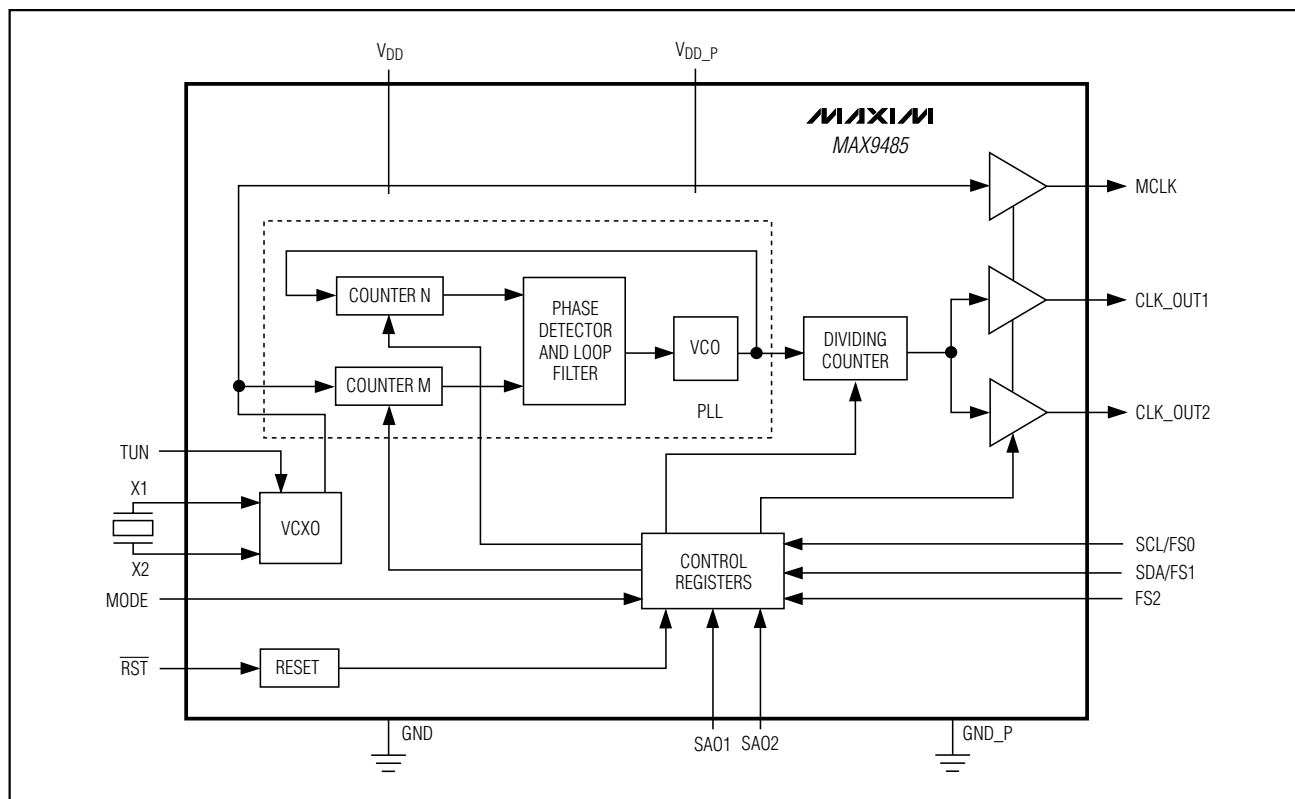 VDD
VDD_P
MAXIM
MAX9485
MCLK
COUNTER N
PHASE
DETECTOR
AND LOOP
FILTER
VCO
DIVIDING
COUNTER
CLK_OUT1
COUNTER M
PLL
CLK_OUT2
TUN
X1
VCXO
X2
MODE
CONTROL
REGISTERS
SCL/FS0
SDA/FS1
FS2
RST
RESET
GND
SAO1
SAO2
GND_P